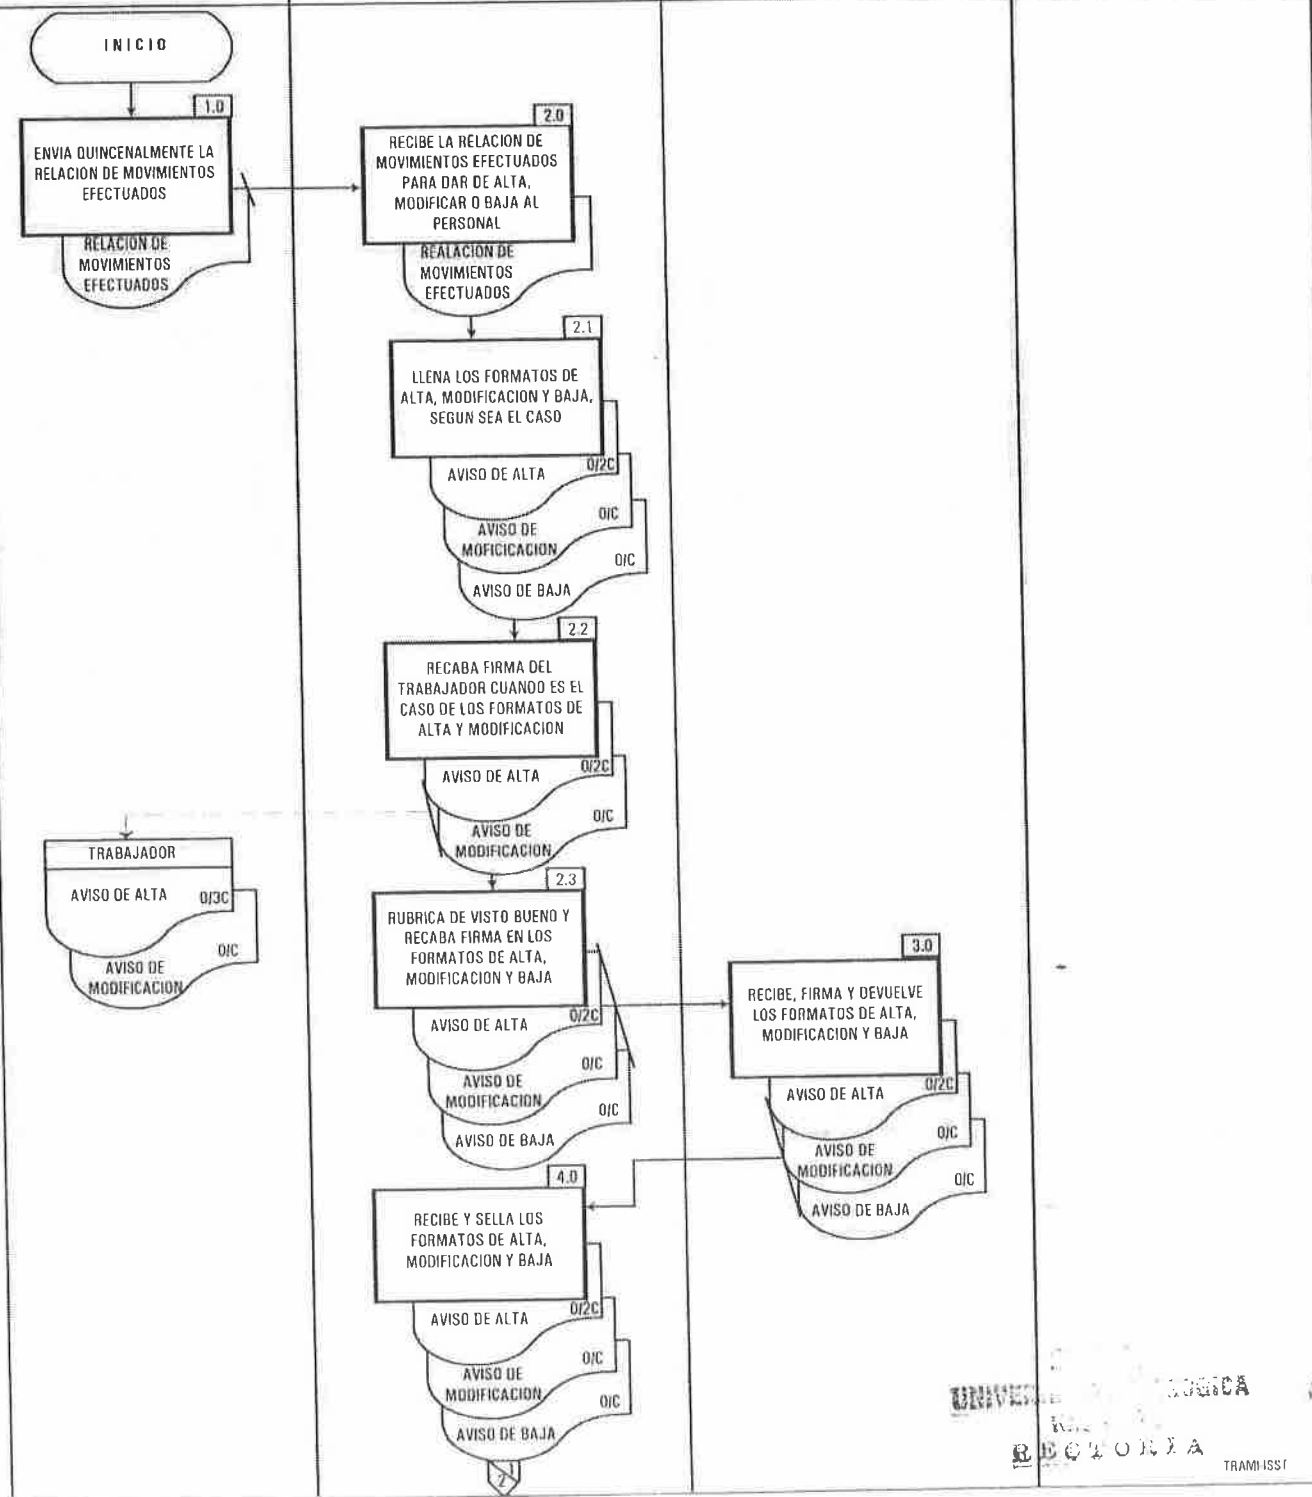 INICIO
1.0
ENVIA QUINCENALMENTE LA
RELACION DE MOVIMIENTOS
EFECTUADOS
RELACION DE
MOVIMIENTOS
EFECTUADOS
2.0
RECIBE LA RELACION DE
MOVIMIENTOS EFECTUADOS
PARA DAR DE ALTA,
MODIFICAR O BAJA AL
PERSONAL
REALACION DE
MOVIMIENTOS
EFECTUADOS
2.1
LLENA LOS FORMATOS DE
ALTA, MODIFICACION Y BAJA,
SEGUN SEA EL CASO
AVISO DE ALTA 0/2C
0/C
AVISO DE
MOFICICACION
0/C
AVISO DE BAJA
2.2
RECABA FIRMA DEL
TRABAJADOR CUANDO ES EL
CASO DE LOS FORMATOS DE
ALTA Y MODIFICACION
AVISO DE ALTA 0/2C
0/C
AVISO DE
MODIFICACION
TRABAJADOR
AVISO DE ALTA 0/3C
0/C
AVISO DE
MODIFICACION
2.3
RUBRICA DE VISTO BUENO Y
RECABA FIRMA EN LOS
FORMATOS DE ALTA,
MODIFICACION Y BAJA
AVISO DE ALTA 0/2C
0/C
AVISO DE
MODIFICACION
0/C
AVISO DE BAJA
3.0
RECIBE, FIRMA Y DEVUELVE
LOS FORMATOS DE ALTA,
MODIFICACION Y BAJA
AVISO DE ALTA 0/2C
0/C
AVISO DE
MODIFICACION
0/C
AVISO DE BAJA
4.0
RECIBE Y SELLA LOS
FORMATOS DE ALTA,
MODIFICACION Y BAJA
AVISO DE ALTA 0/2C
0/C
AVISO DE
MODIFICACION
0/C
AVISO DE BAJA
1
2
RECTORIA